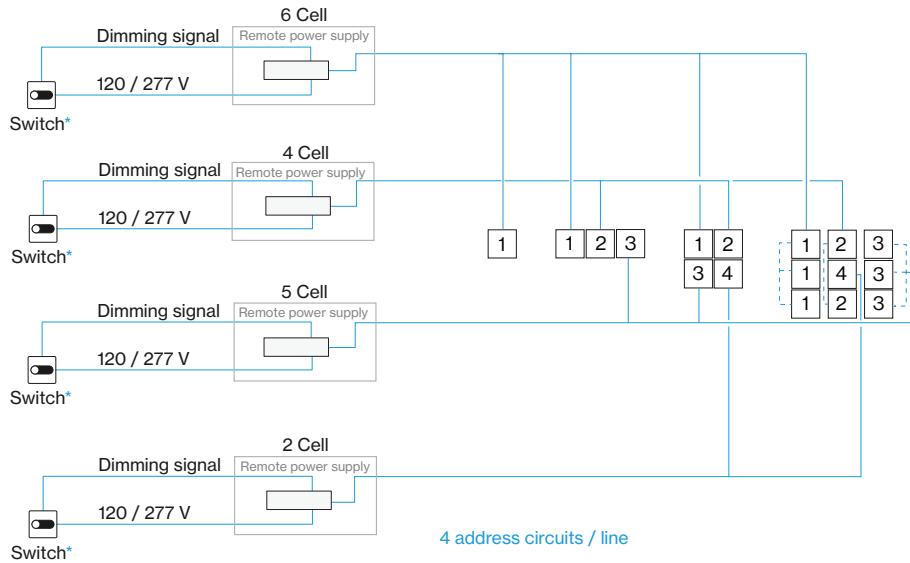 6 Cell
Dimming signal
Remote power supply
120 / 277 V
Switch*
4 Cell
Dimming signal
Remote power supply
120 / 277 V
Switch*
1
1 2 3
1 2
3 4
1 2 3
1 4 3
1 2 3
5 Cell
Dimming signal
Remote power supply
120 / 277 V
Switch*
2 Cell
Dimming signal
Remote power supply
120 / 277 V
Switch*
4 address circuits / line